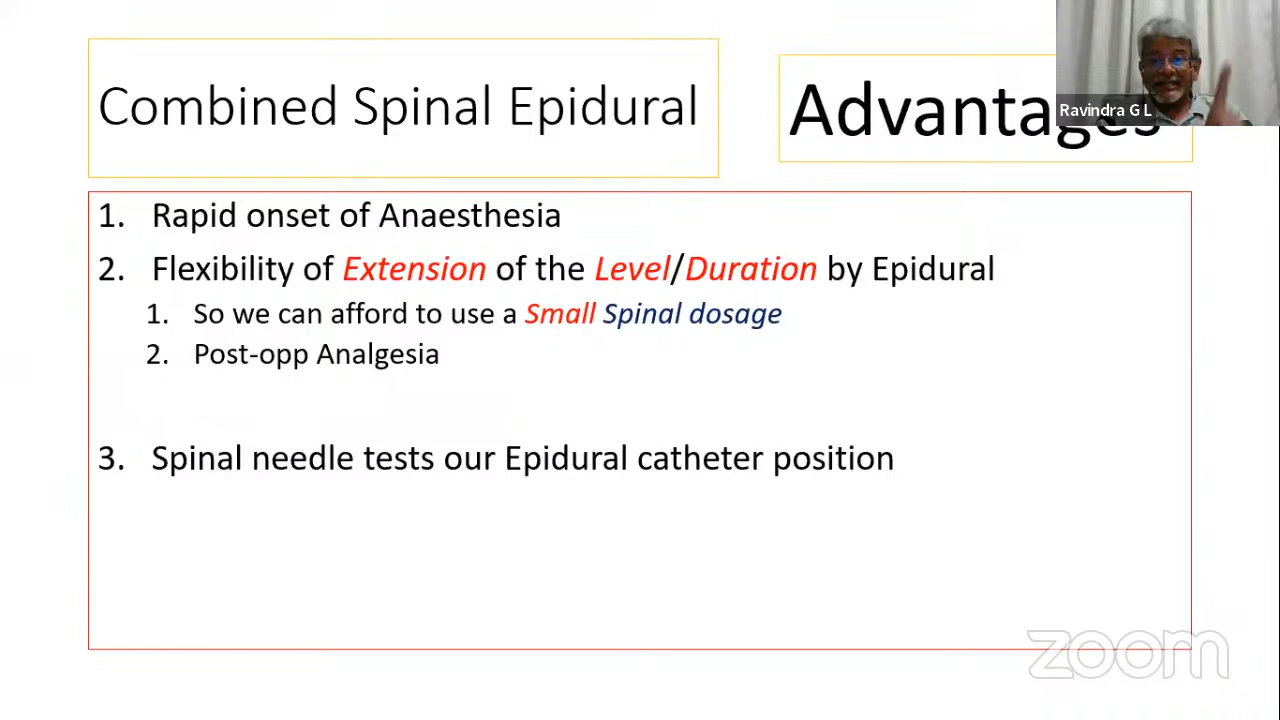 Combined Spinal Epidural
Advantages
Ravindra G L
1. Rapid onset of Anaesthesia
2. Flexibility of Extension of the Level/Duration by Epidural
1. So we can afford to use a Small Spinal dosage
2. Post-opp Analgesia
3. Spinal needle tests our Epidural catheter position
zoom